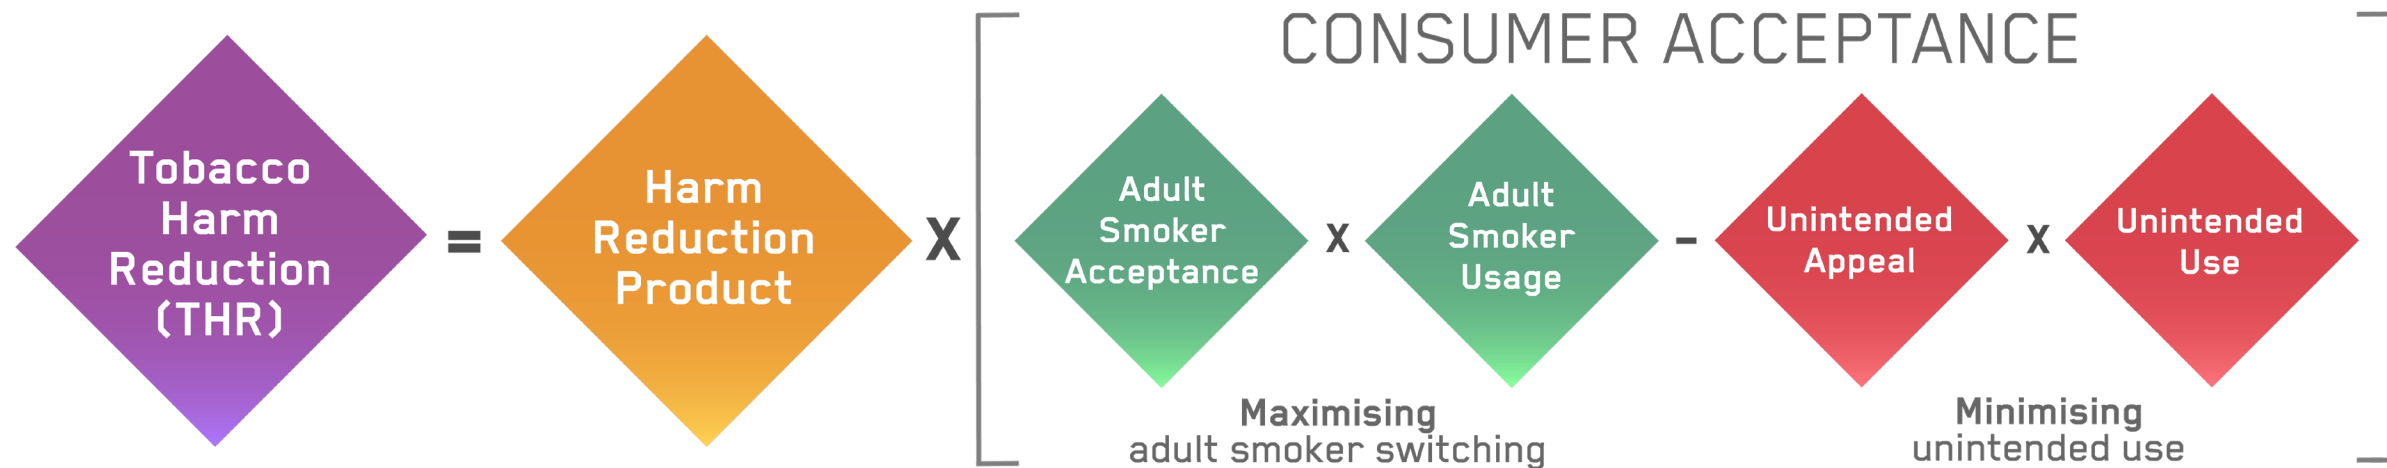 CONSUMER ACCEPTANCE
Tobacco
Harm
Reduction
(THR)
=
Harm
Reduction
Product
X
Adult
Smoker
Acceptance
x
Adult
Smoker
Usage
-
Unintended
Appeal
x
Unintended
Use
Maximising
adult smoker switching
Minimising
unintended use